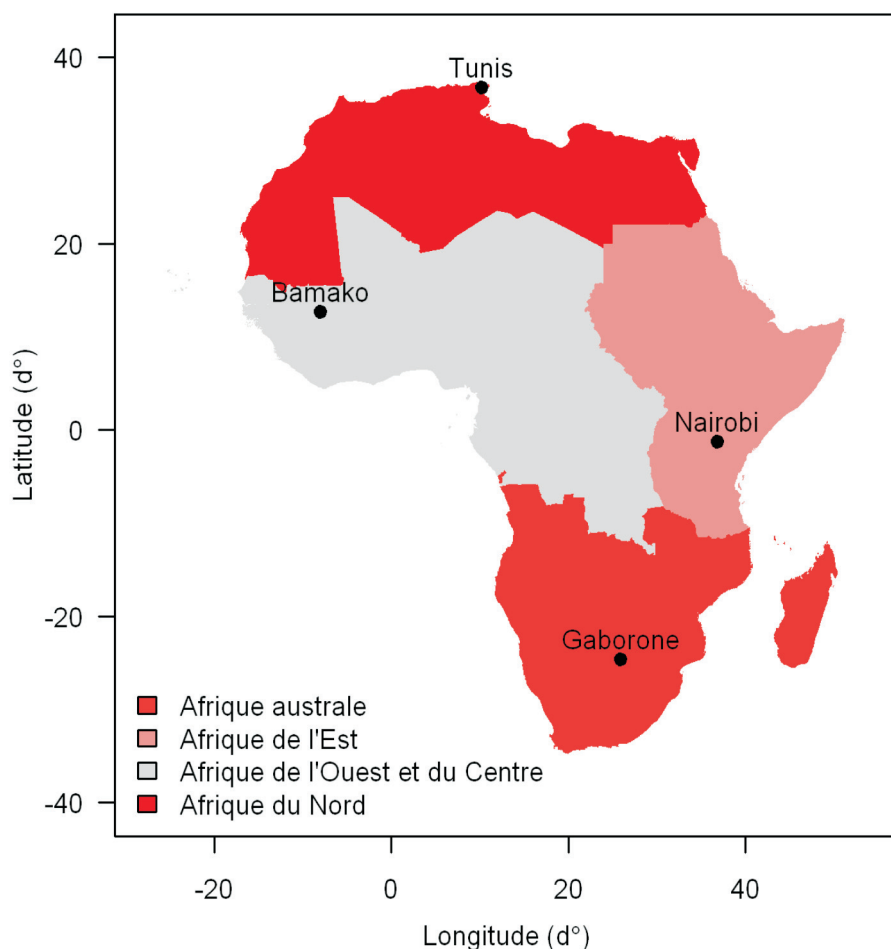 40
20
0
-20
-40
Latitude (d°)
Tunis
Bamako
Nairobi
Gaborone
Afrique australe
Afrique de l'Est
Afrique de l'Ouest et du Centre
Afrique du Nord
-20 0 20 40
Longitude (d°)